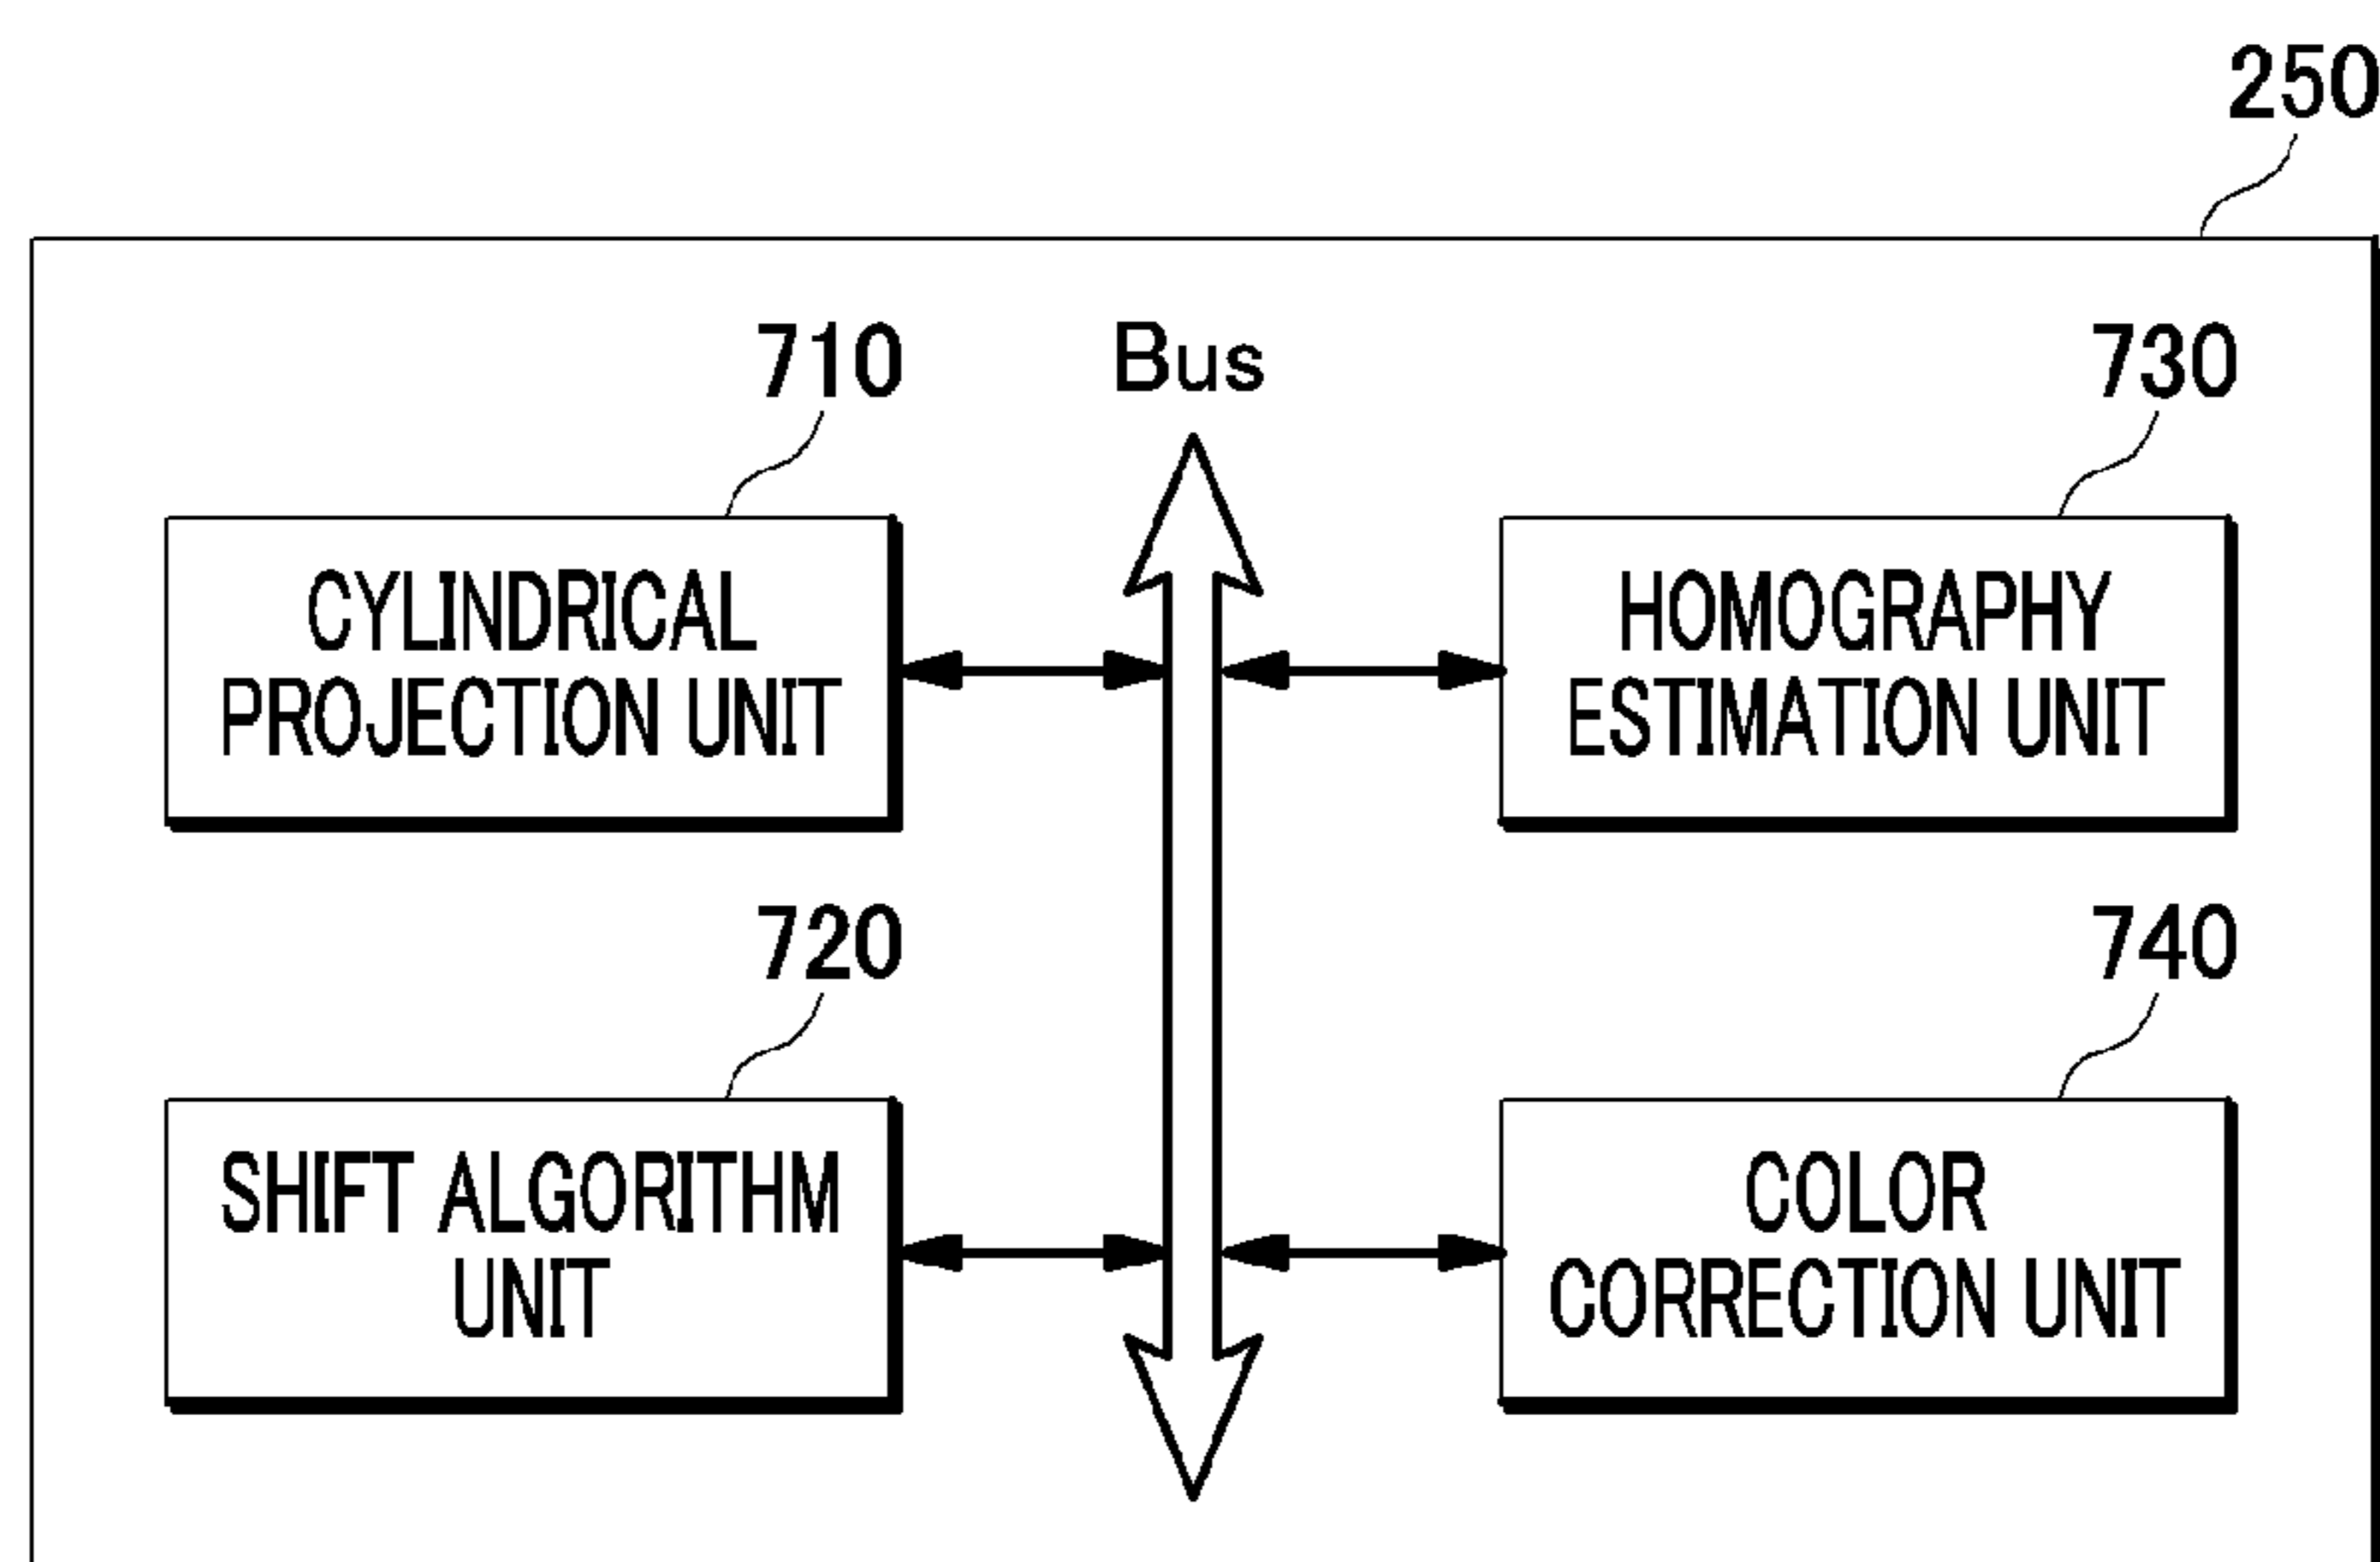 250
710
Bus
730
CYLINDRICAL
PROJECTION UNIT
HOMOGRAPHY
ESTIMATION UNIT
720
740
SHIFT ALGORITHM
UNIT
COLOR
CORRECTION UNIT